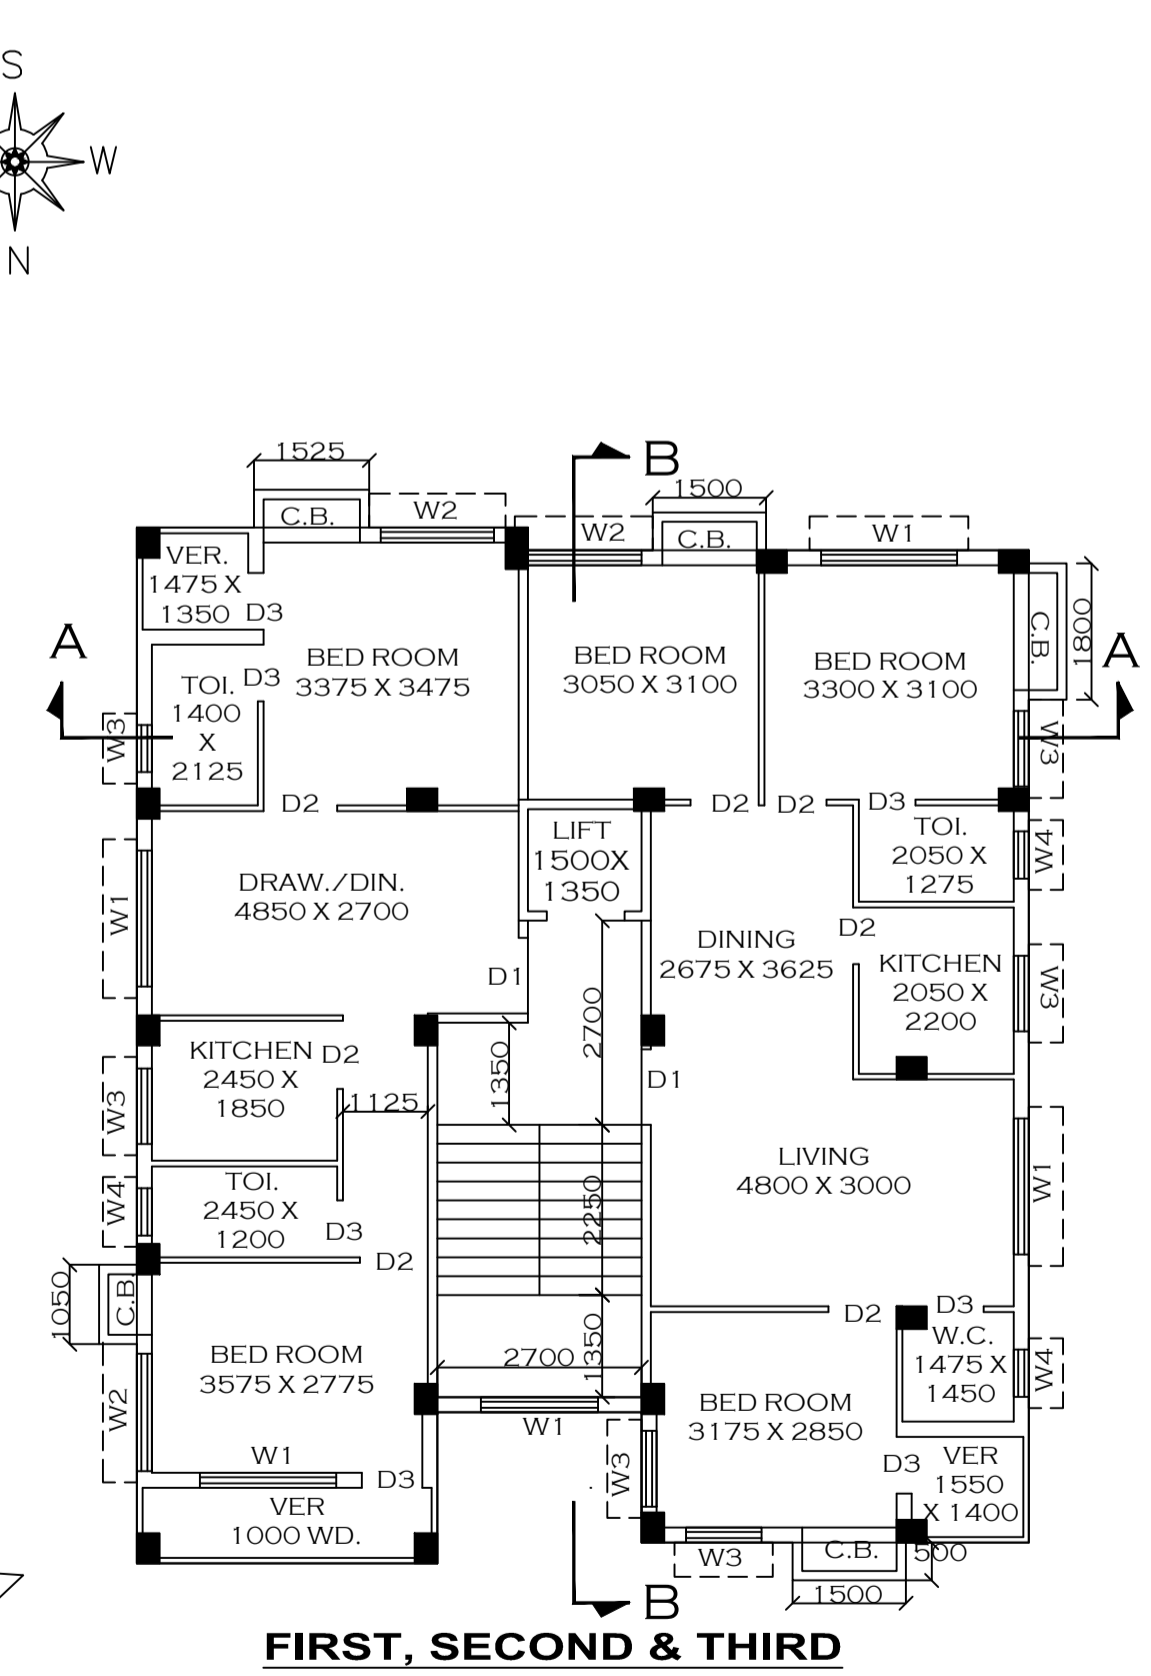 S
W
N
1525
B
1500
C.B.
W2
W2
C.B.
W1
VER.
1475 X
1350
D3
A
BED ROOM
3375 X 3475
BED ROOM
3050 X 3100
BED ROOM
3300 X 3100
C.B.
1800
A
D3
TOI.
1400
X
2125
W3
W3
D2
D2
D2
D3
LIFT
1500X
1350
TOI.
2050 X
1275
W4
DRAW./DIN.
4850 X 2700
W1
DINING
2675 X 3625
D2
KITCHEN
2050 X
2200
W3
D1
2700
1350
KITCHEN
2450 X
1850
D2
W3
1125
D1
LIVING
4800 X 3000
W1
TOI.
2450 X
1200
W4
D3
D2
2250
1050
C.B.
D2
D3
W.C.
1475 X
1450
W4
BED ROOM
3575 X 2775
W2
2700
1350
BED ROOM
3175 X 2850
W1
W1
D3
W3
D3
VER
1550
X 1400
VER
1000 WD.
W3
C.B.
500
1500
B
FIRST, SECOND & THIRD